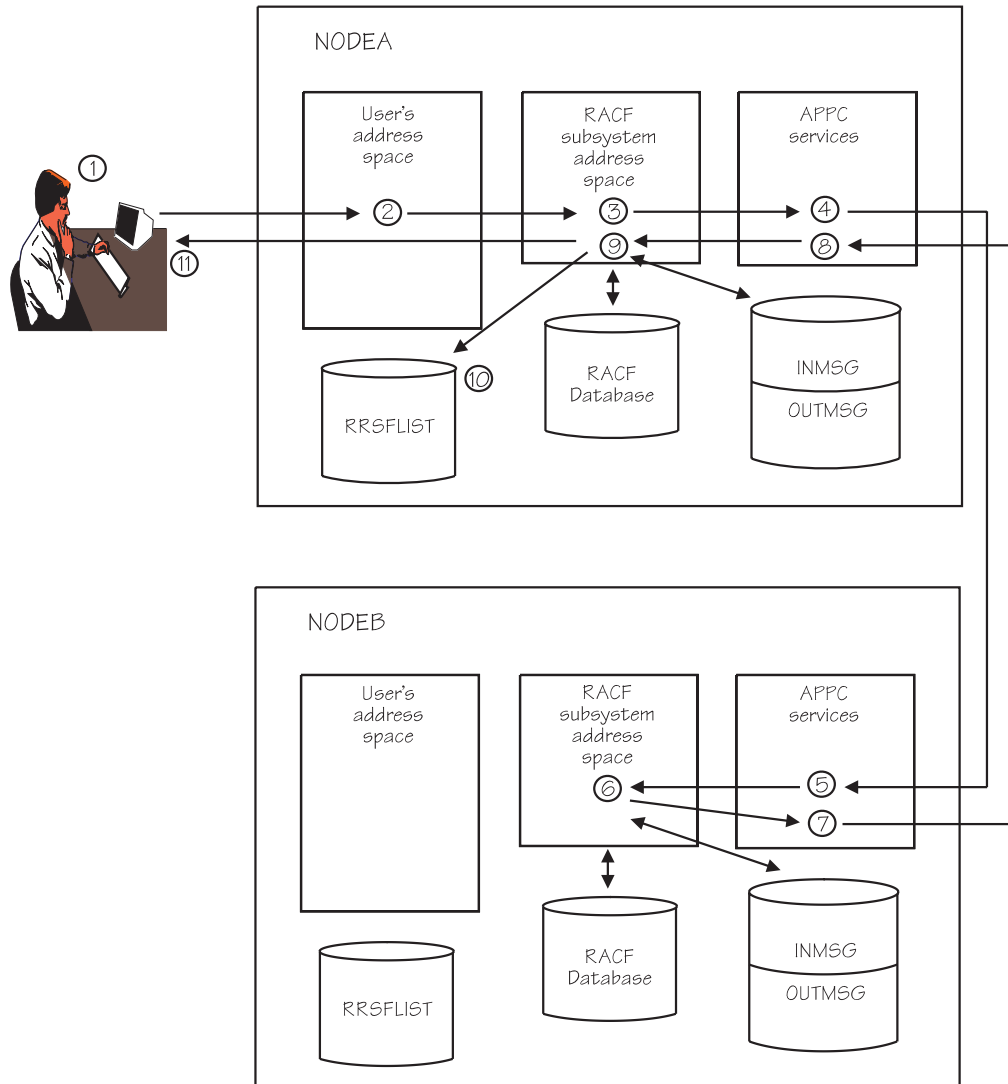 NODEA
User's
address
space
RACF
subsystem
address
space
APPC
services
1
2
3
4
9
8
11
10
RRSFLIST
RACF
Database
INMSG
OUTMSG
NODEB
User's
address
space
RACF
subsystem
address
space
APPC
services
6
5
7
RRSFLIST
RACF
Database
INMSG
OUTMSG